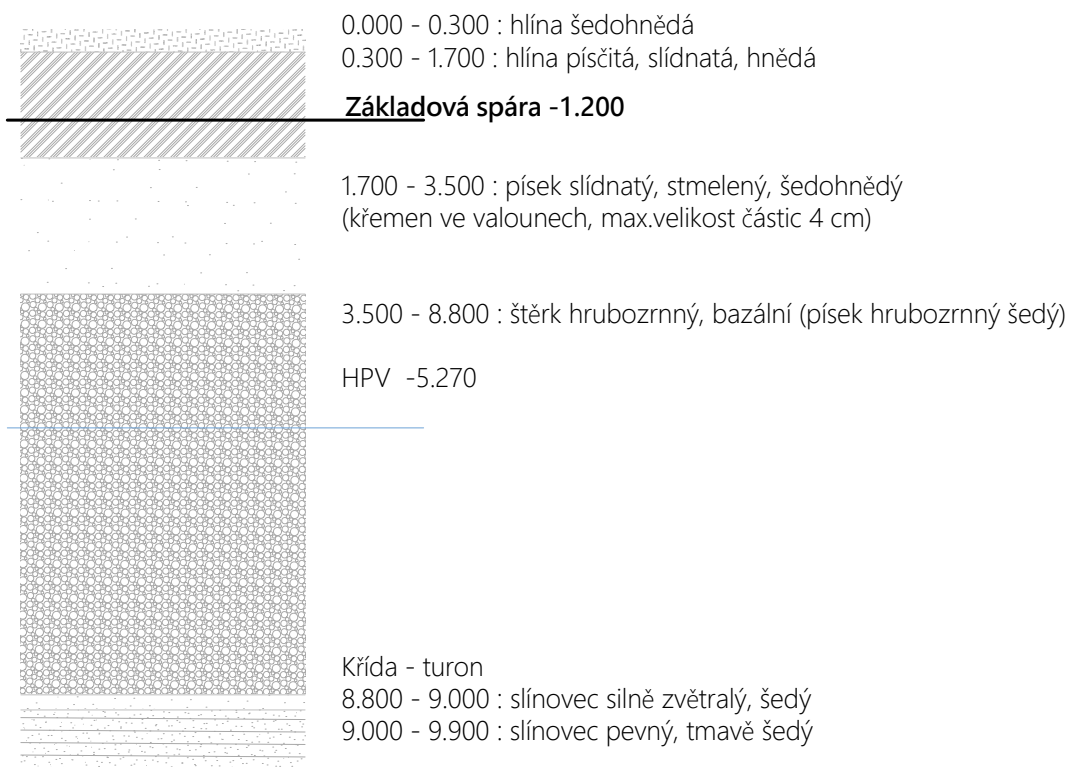 0.000 - 0.300 : hlína šedohnědá
0.300 - 1.700 : hlína písčitá, slídnatá, hnědá
Základová spára -1.200
1.700 - 3.500 : písek slídnatý, stmelený, šedohnědý
(křemen ve valounech, max.velikost částic 4 cm)
3.500 - 8.800 : štěrk hrubozrnný, bazální (písek hrubozrnný šedý)
HPV -5.270
Křída - turon
8.800 - 9.000 : slínovec silně zvětralý, šedý
9.000 - 9.900 : slínovec pevný, tmavě šedý